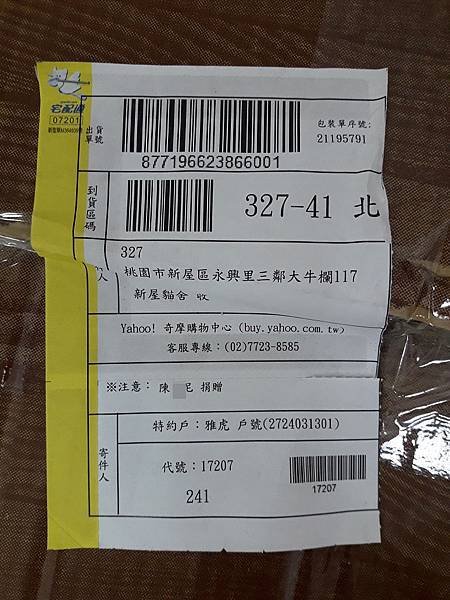 宅配通
07201
出貨
單號
877196623866001
包裝單序號:
21195791
到貨區碼
327-41 北
人
327
桃園市新屋區永興里三鄰大牛欄117
新屋貓舍 收
Yahoo! 奇摩購物中心 (buy.yahoo.com.tw)
客服專線：(02)7723-8585
※注意： 陳 尼 捐贈
寄件人
特約戶：雅虎 戶號(2724031301)
代號：17207
241
17207